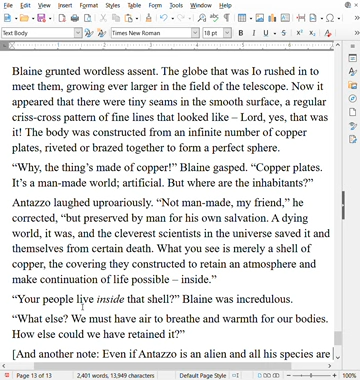 File Edit View Insert Format Styles Table Form Tools Window Help
Text Body Times New Roman 18 pt
Blaine grunted wordless assent. The globe that was Io rushed in to
meet them, growing ever larger in the field of the telescope. Now it
appeared that there were tiny seams in the smooth surface, a regular
criss-cross pattern of fine lines that looked like – Lord, yes, that was
it! The body was constructed from an infinite number of copper
plates, riveted or brazed together to form a perfect sphere.
“Why, the thing’s made of copper!” Blaine gasped. “Copper plates.
It’s a man-made world; artificial. But where are the inhabitants?”
Antazzo laughed uproariously. “Not man-made, my friend,” he
corrected, “but preserved by man for his own salvation. A dying
world, it was, and the cleverest scientists in the universe saved it and
themselves from certain death. What you see is merely a shell of
copper, the covering they constructed to retain an atmosphere and
make continuation of life possible – inside.”
“Your people live inside that shell?” Blaine was incredulous.
“What else? We must have air to breathe and warmth for our bodies.
How else could we have retained it?”
[And another note: Even if Antazzo is an alien and all his species are
Page 13 of 13 2,401 words, 13,949 characters Default Page Style